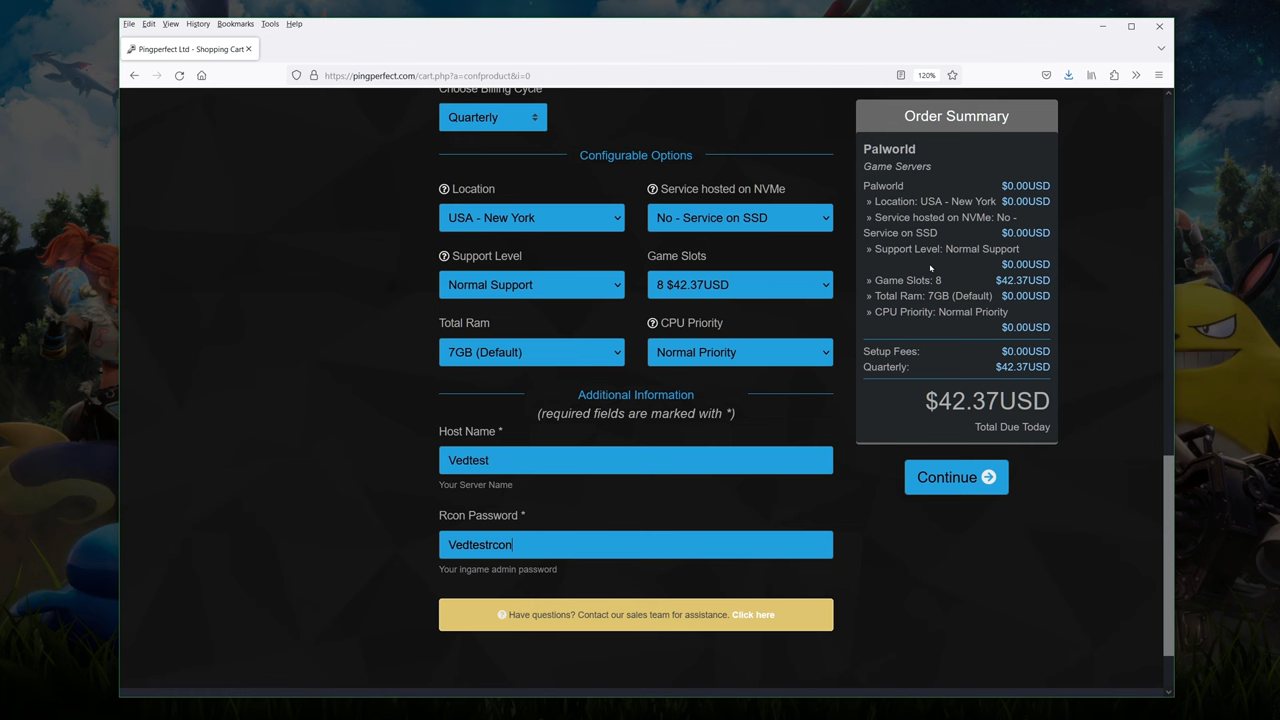 File Edit View History Bookmarks Tools Help
Pingperfect Ltd - Shopping Cart
https://pingperfect.com/cart.php?a=confproduct&i=0
120%
Choose Billing Cycle
Quarterly
Configurable Options
Location
Service hosted on NVMe
USA - New York
No - Service on SSD
Support Level
Game Slots
Normal Support
8 $42.37USD
Total Ram
CPU Priority
7GB (Default)
Normal Priority
Additional Information
(required fields are marked with *)
Host Name *
Vedtest
Your Server Name
Rcon Password *
Vedtestrcon
Your ingame admin password
Have questions? Contact our sales team for assistance. Click here
Order Summary
Palworld
Game Servers
Palworld $0.00USD
» Location: USA - New York $0.00USD
» Service hosted on NVMe: No -
Service on SSD $0.00USD
» Support Level: Normal Support
$0.00USD
» Game Slots: 8 $42.37USD
» Total Ram: 7GB (Default) $0.00USD
» CPU Priority: Normal Priority
$0.00USD
Setup Fees: $0.00USD
Quarterly: $42.37USD
$42.37USD
Total Due Today
Continue